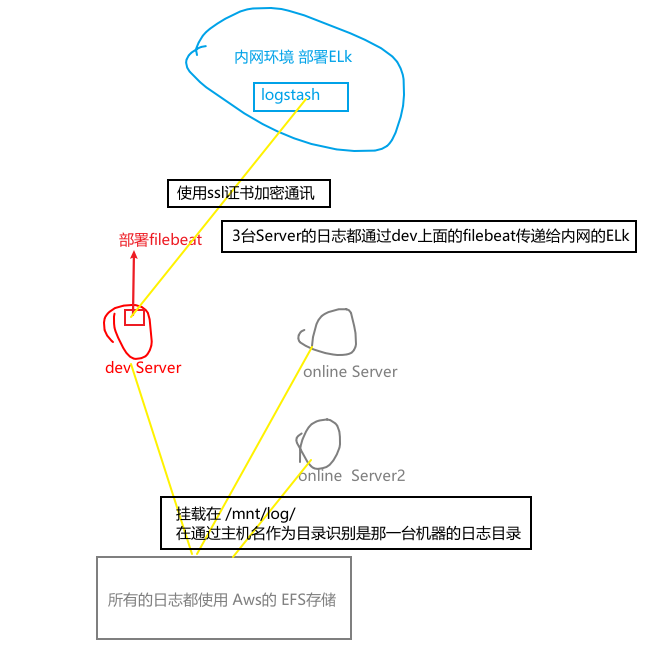 内网环境 部署ELk
logstash
使用ssl证书加密通讯
3台Server的日志都通过dev上面的filebeat传递给内网的ELk
部署filebeat
dev Server
online Server
online Server2
挂载在 /mnt/log/
在通过主机名作为目录识别是那一台机器的日志目录
所有的日志都使用 Aws的 EFS存储